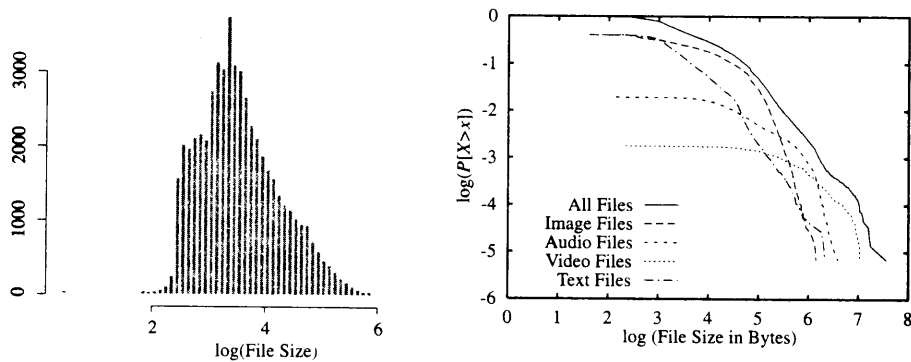 3000
2000
1000
0
2 4 6
log(File Size)
0
-1
-2
-3
-4
-5
-6
log(P[X>x])
All Files
Image Files
Audio Files
Video Files
Text Files
0 1 2 3 4 5 6 7 8
log (File Size in Bytes)